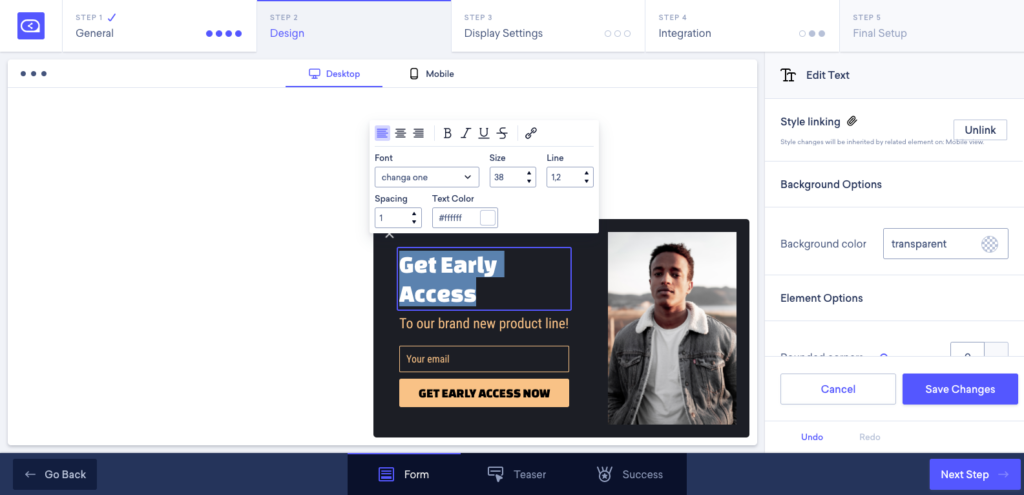 STEP 1
General
STEP 2
Design
STEP 3
Display Settings
STEP 4
Integration
STEP 5
Final Setup
Desktop
Mobile
Edit Text
Style linking
Unlink
Style changes will be inherited by related element on: Mobile view.
B I U S
Font
Size
Line
changa one
38
1,2
Spacing
Text Color
1
#ffffff
Background Options
Background color
transparent
Element Options
Get Early
Access
To our brand new product line!
Your email
GET EARLY ACCESS NOW
Rounded corners
Cancel
Save Changes
Undo
Redo
Go Back
Form
Teaser
Success
Next Step